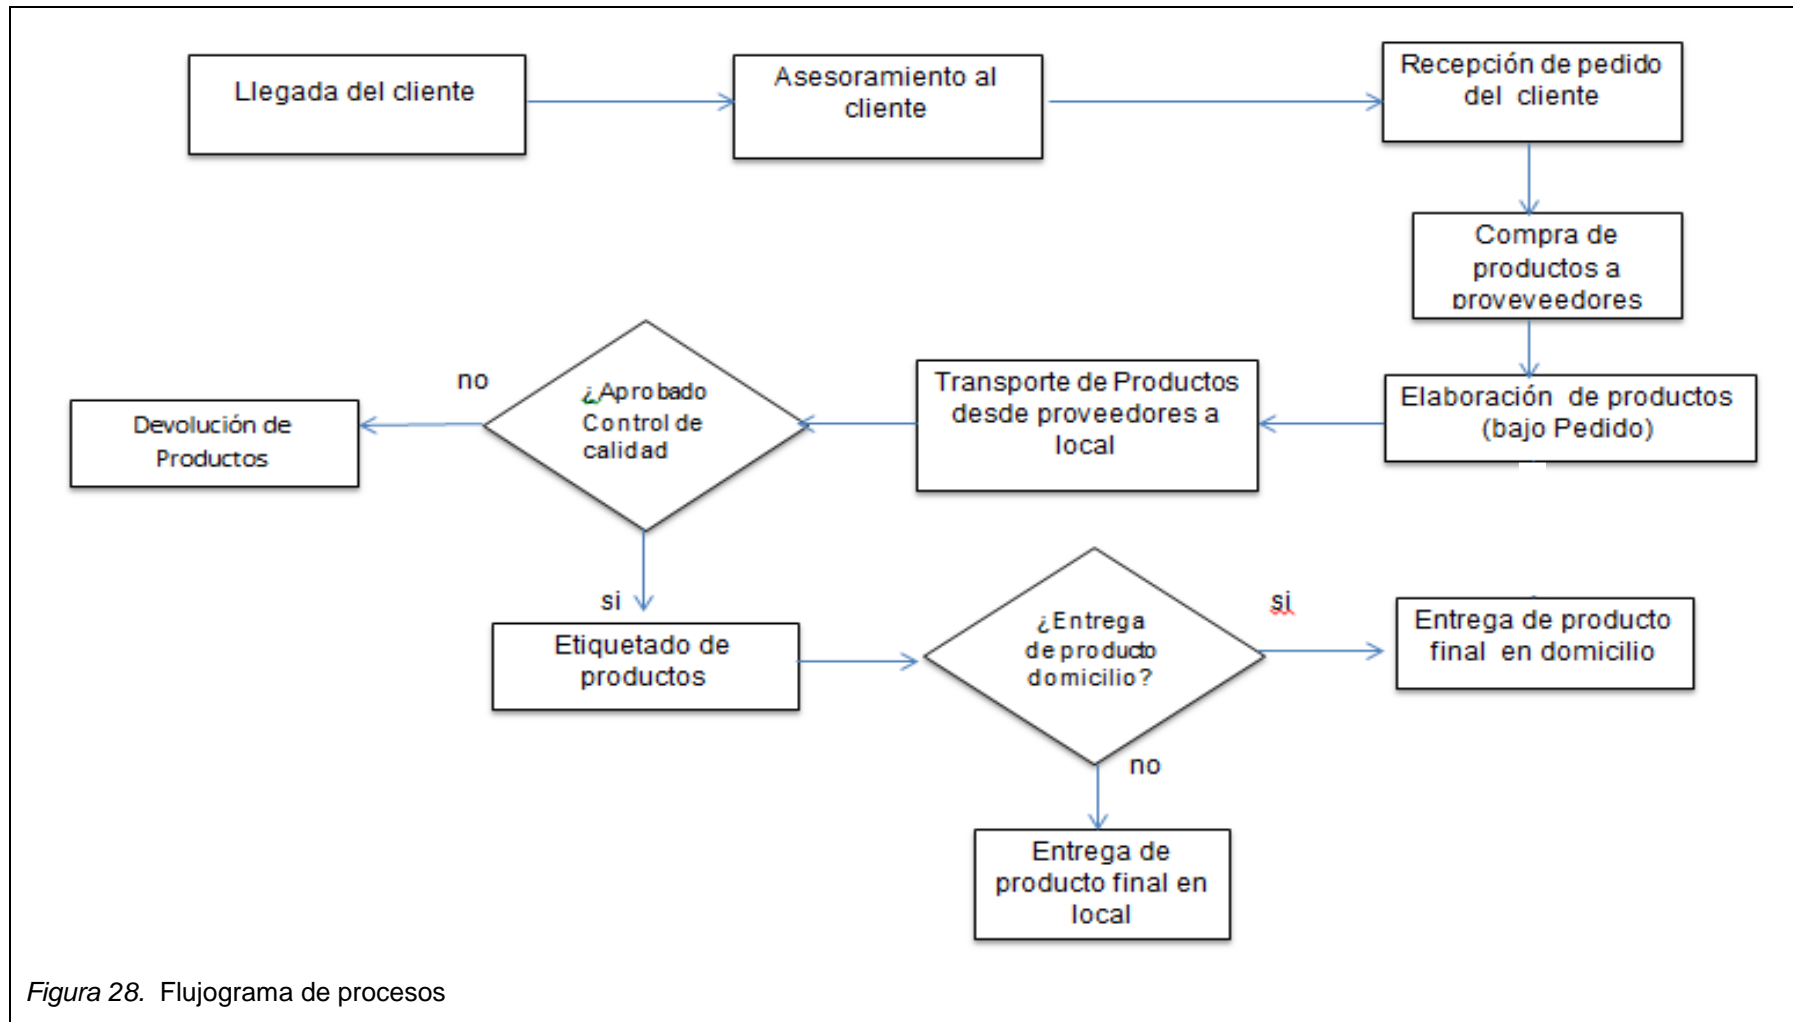 Llegada del cliente
Asesoramiento al
cliente
Recepción de pedido
del cliente
Compra de
productos a
proveveedores
Elaboración de productos
(bajo Pedido)
Transporte de Productos
desde proveedores a
local
¿Aprobado
Control de
calidad
no
Devolución de
Productos
si
Etiquetado de
productos
¿Entrega
de producto
domicilio?
si
Entrega de producto
final en domicilio
no
Entrega de
producto final en
local
Figura 28. Flujograma de procesos